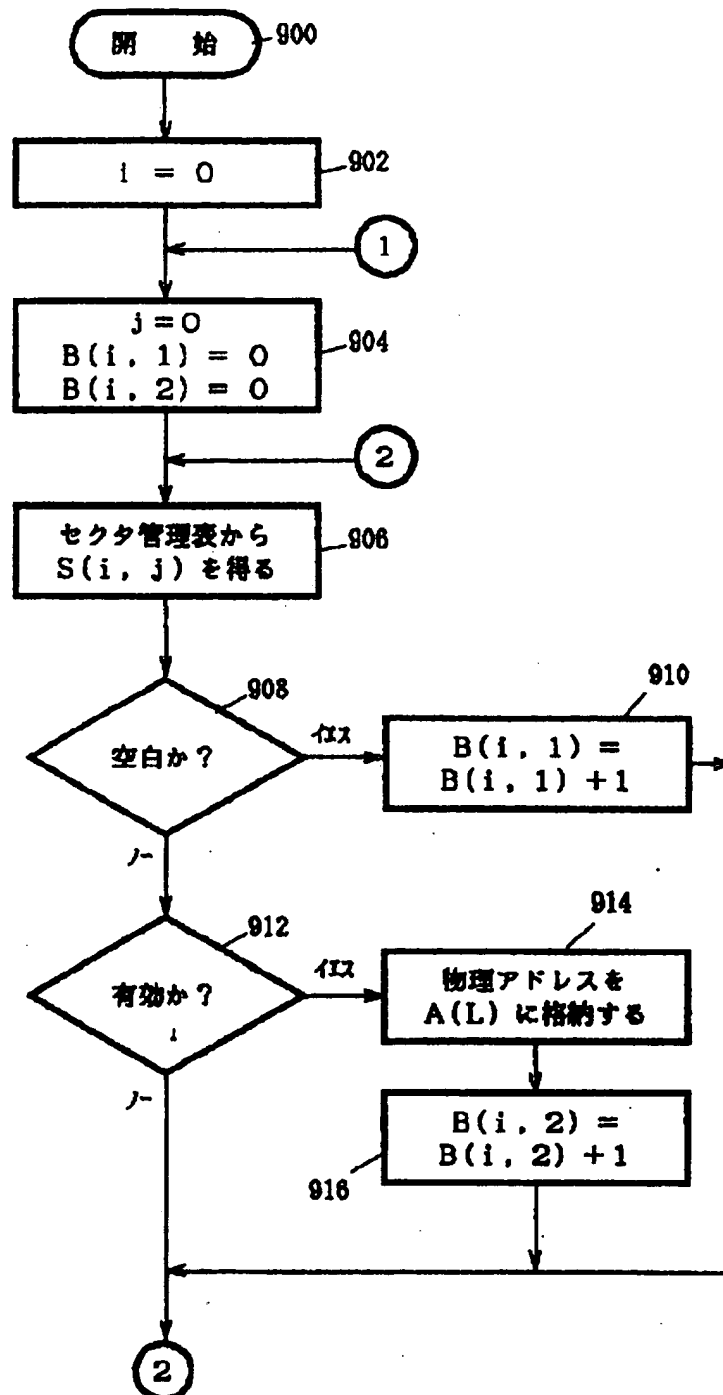 開 始
900
i = 0
902
1
j=0
B(i, 1) = 0
B(i, 2) = 0
904
2
セクタ管理表から
S(i, j) を得る
906
空白か?
908
イエス
ノー
B(i, 1) =
B(i, 1) +1
910
有効か?
912
イエス
ノー
物理アドレスを
A(L) に格納する
914
B(i, 2) =
B(i, 2) +1
916
2